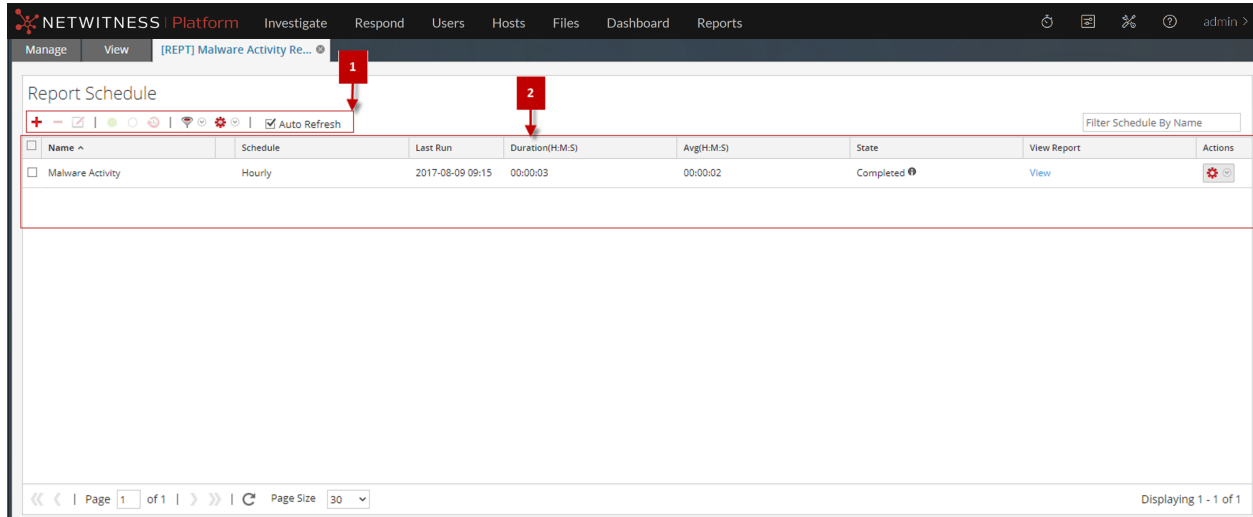 NETWITNESS | Platform Investigate Respond Users Hosts Files Dashboard Reports admin >
Manage View [REPT] Malware Activity Re...
1
Report Schedule
2
Auto Refresh Filter Schedule By Name
Name Schedule Last Run Duration(H:M:S) Avg(H:M:S) State View Report Actions
Malware Activity Hourly 2017-08-09 09:15 00:00:03 00:00:02 Completed View
Page 1 of 1 | Page Size 30 Displaying 1 - 1 of 1